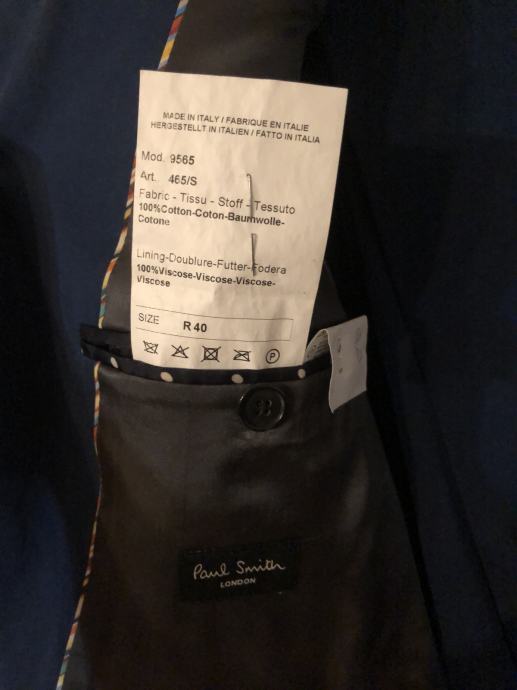 MADE IN ITALY / FABRIQUE EN ITALIE
HERGESTELLT IN ITALIEN / FATTO IN ITALIA
Mod. 9565
Art. 465/S
Fabric - Tissu - Stoff - Tessuto
100%Cotton-Coton-Baumwolle-
Cotone
Lining-Doublure-Futter-Fodera
100%Viscose-Viscose-Viscose-
Viscose
SIZE R 40
P
Paul Smith
LONDON